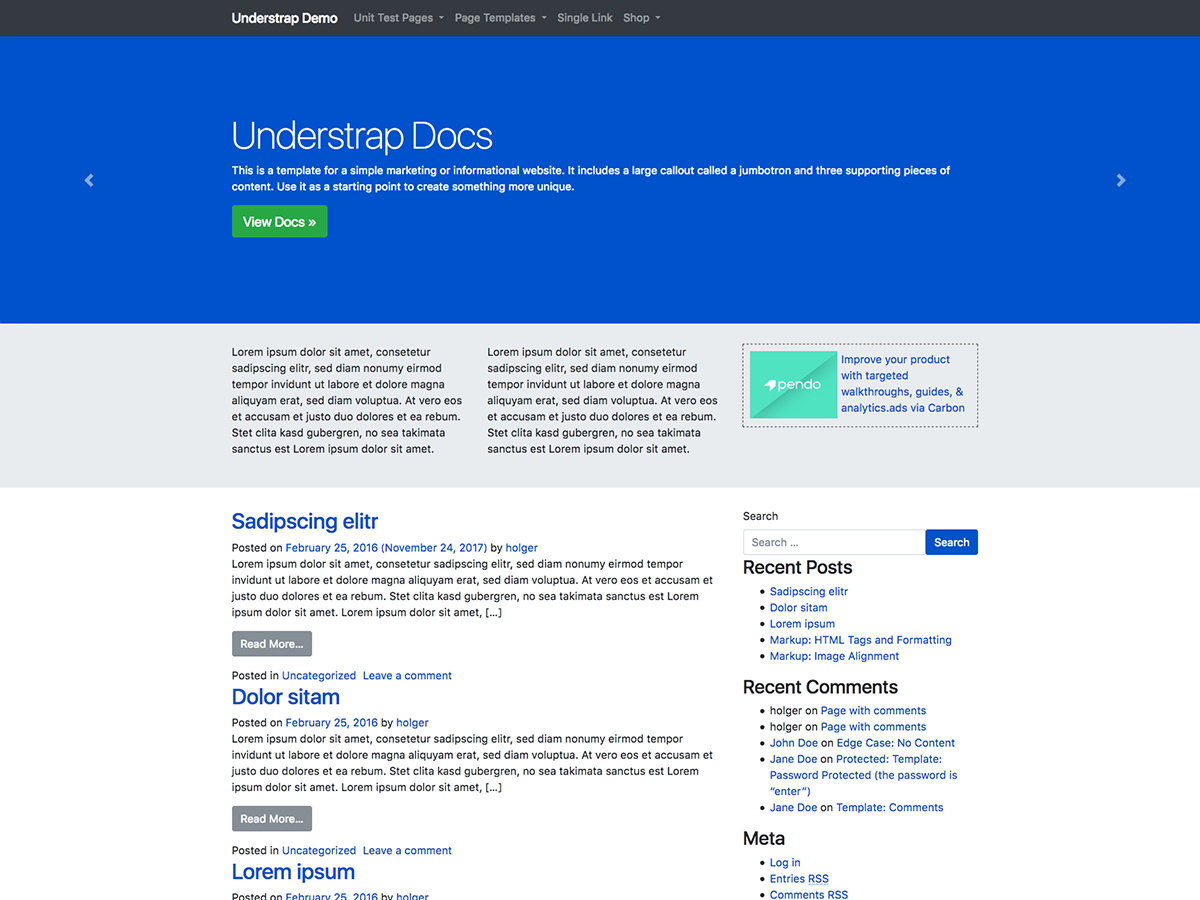 Understrap Demo Unit Test Pages Page Templates Single Link Shop
Understrap Docs
This is a template for a simple marketing or informational website. It includes a large callout called a jumbotron and three supporting pieces of
content. Use it as a starting point to create something more unique.
View Docs »
Lorem ipsum dolor sit amet, consetetur
sadipscing elitr, sed diam nonumy eirmod
tempor invidunt ut labore et dolore magna
aliquyam erat, sed diam voluptua. At vero eos
et accusam et justo duo dolores et ea rebum.
Stet clita kasd gubergren, no sea takimata
sanctus est Lorem ipsum dolor sit amet.
Lorem ipsum dolor sit amet, consetetur
sadipscing elitr, sed diam nonumy eirmod
tempor invidunt ut labore et dolore magna
aliquyam erat, sed diam voluptua. At vero eos
et accusam et justo duo dolores et ea rebum.
Stet clita kasd gubergren, no sea takimata
sanctus est Lorem ipsum dolor sit amet.
pendo
Improve your product
with targeted
walkthroughs, guides, &
analytics.ads via Carbon
Sadipscing elitr
Posted on February 25, 2016 (November 24, 2017) by holger
Lorem ipsum dolor sit amet, consetetur sadipscing elitr, sed diam nonumy eirmod tempor
invidunt ut labore et dolore magna aliquyam erat, sed diam voluptua. At vero eos et accusam et
justo duo dolores et ea rebum. Stet clita kasd gubergren, no sea takimata sanctus est Lorem
ipsum dolor sit amet. Lorem ipsum dolor sit amet, [...]
Read More...
Posted in Uncategorized Leave a comment
Dolor sitam
Posted on February 25, 2016 by holger
Lorem ipsum dolor sit amet, consetetur sadipscing elitr, sed diam nonumy eirmod tempor
invidunt ut labore et dolore magna aliquyam erat, sed diam voluptua. At vero eos et accusam et
justo duo dolores et ea rebum. Stet clita kasd gubergren, no sea takimata sanctus est Lorem
ipsum dolor sit amet. Lorem ipsum dolor sit amet, [...]
Read More...
Posted in Uncategorized Leave a comment
Lorem ipsum
Posted on February 25, 2016 by holger
Search
Search ...
Search
Recent Posts
Sadipscing elitr
Dolor sitam
Lorem ipsum
Markup: HTML Tags and Formatting
Markup: Image Alignment
Recent Comments
holger on Page with comments
holger on Page with comments
John Doe on Edge Case: No Content
Jane Doe on Protected: Template:
Password Protected (the password is
“enter”)
Jane Doe on Template: Comments
Meta
Log in
Entries RSS
Comments RSS